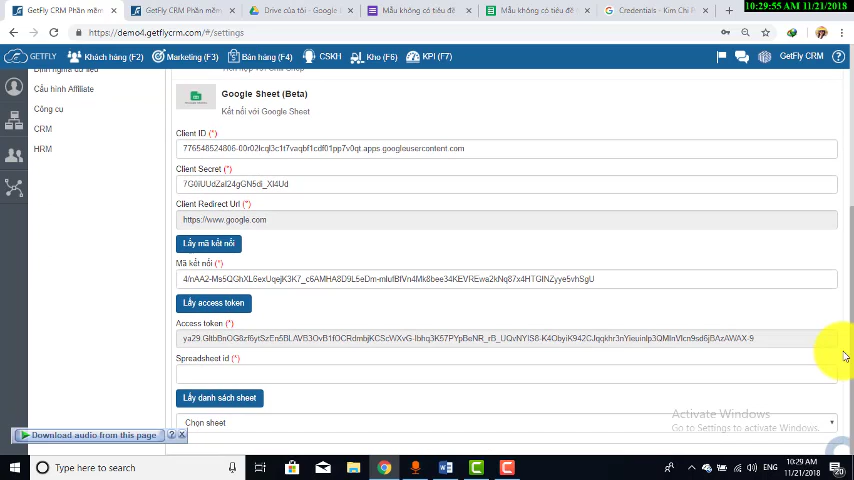 GetFly CRM Phần mềm
GetFly CRM Phần mềm
Drive của tôi - Google
Mẫu không có tiêu đề
Mẫu không có tiêu đề
Credentials - Kim Chi P
10:29:55 AM 11/21/2018
https://demo4.getflycrm.com/#/settings
GETFLY
Khách hàng (F2)
Marketing (F3)
Bán hàng (F4)
CSKH
Kho (F6)
KPI (F7)
GetFly CRM
Cấu hình Affiliate
Công cụ
CRM
HRM
Google Sheet (Beta)
Kết nối với Google Sheet
Client ID (*)
Client Secret (*)
Client Redirect Url (*)
https://www.google.com
Lấy mã kết nối
Mã kết nối (*)
Lấy access token
Access token (*)
Spreadsheet id (*)
Lấy danh sách sheet
Chọn sheet
Activate Windows
Go to Settings to activate Windows.
Download audio from this page
Type here to search
ENG
10:29 AM
11/21/2018
20